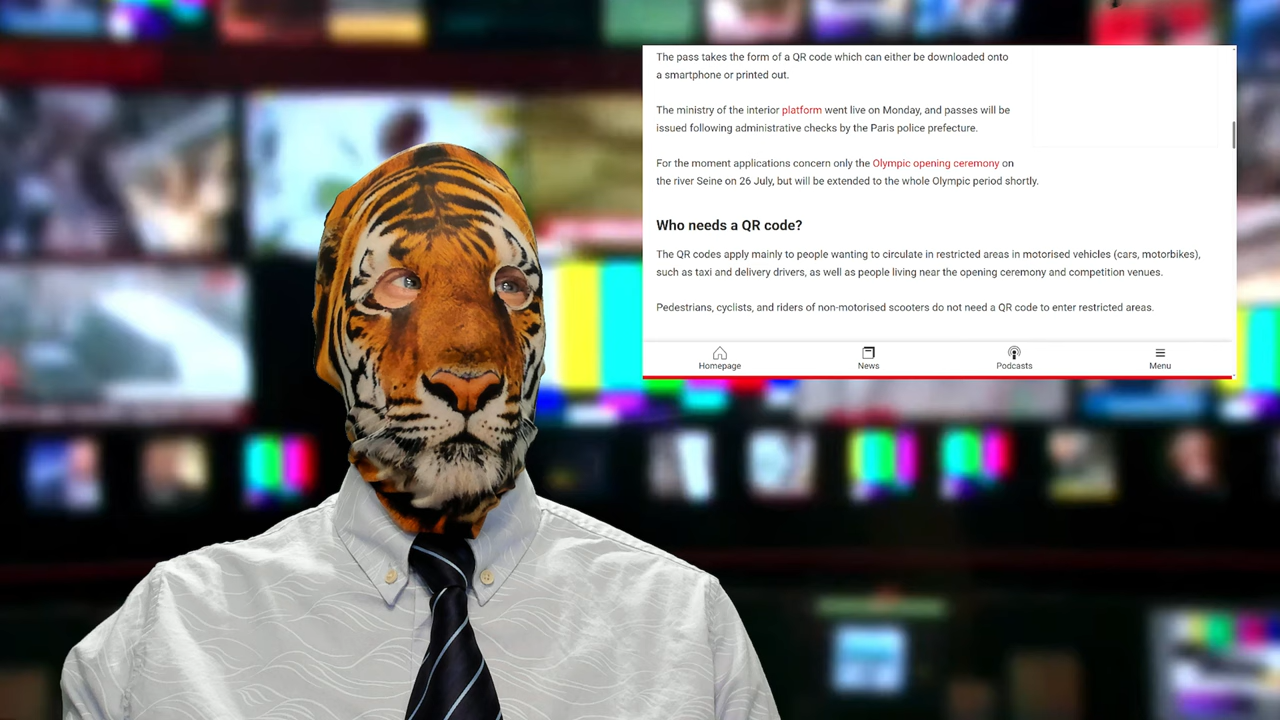 The pass takes the form of a QR code which can either be downloaded onto
a smartphone or printed out.
The ministry of the interior platform went live on Monday, and passes will be
issued following administrative checks by the Paris police prefecture.
For the moment applications concern only the Olympic opening ceremony on
the river Seine on 26 July, but will be extended to the whole Olympic period shortly.
Who needs a QR code?
The QR codes apply mainly to people wanting to circulate in restricted areas in motorised vehicles (cars, motorbikes),
such as taxi and delivery drivers, as well as people living near the opening ceremony and competition venues.
Pedestrians, cyclists, and riders of non-motorised scooters do not need a QR code to enter restricted areas.
Homepage News Podcasts Menu